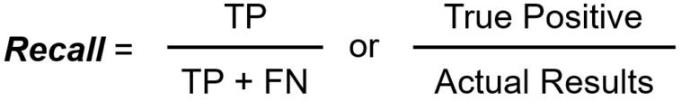 Recall = TP / TP + FN or True Positive / Actual Results